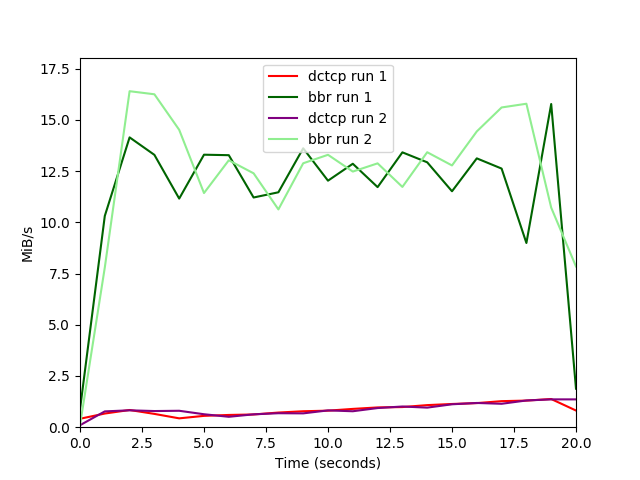 17.5
15.0
12.5
10.0
7.5
5.0
2.5
0.0
MiB/s
dctcp run 1
bbr run 1
dctcp run 2
bbr run 2
0.0 2.5 5.0 7.5 10.0 12.5 15.0 17.5 20.0
Time (seconds)